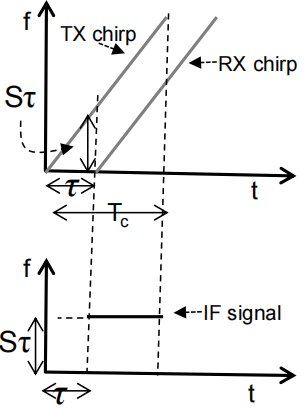 f
TX chirp
RX chirp
Sτ
τ
t
T_c
f
IF signal
Sτ
τ
t